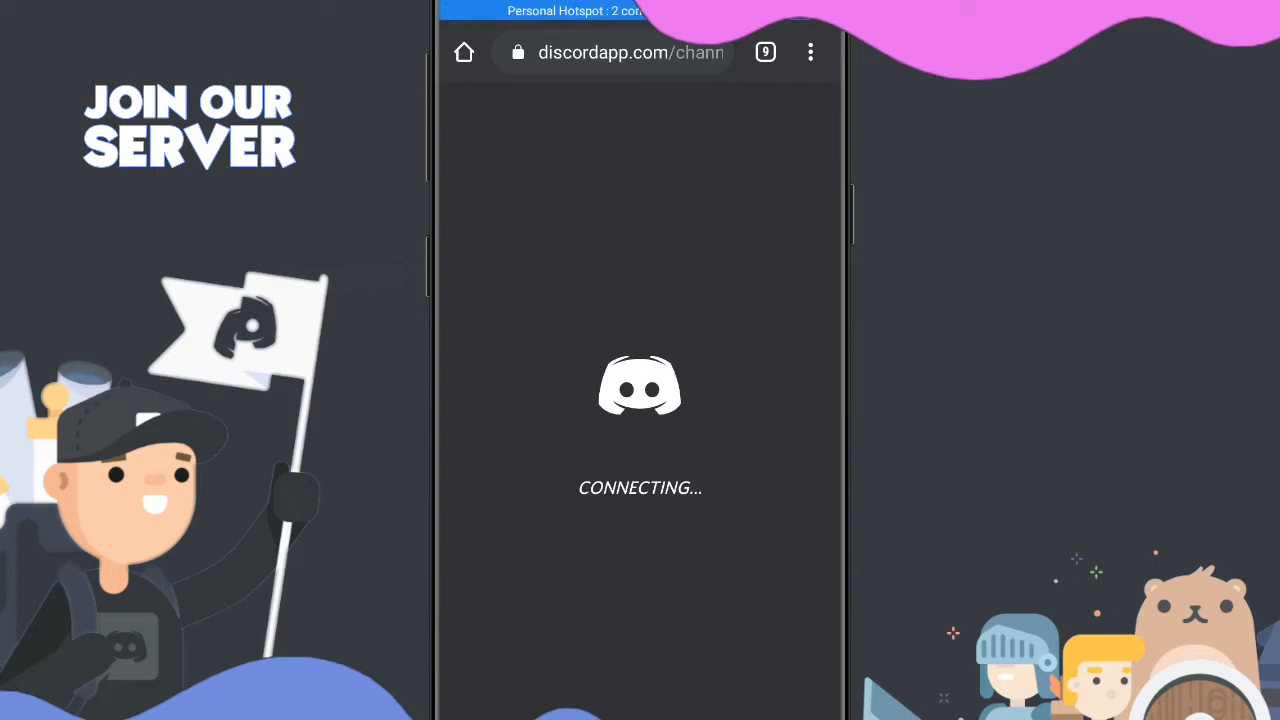 Personal Hotspot : 2 con
discordapp.com/chann
9
JOIN OUR
SERVER
CONNECTING...